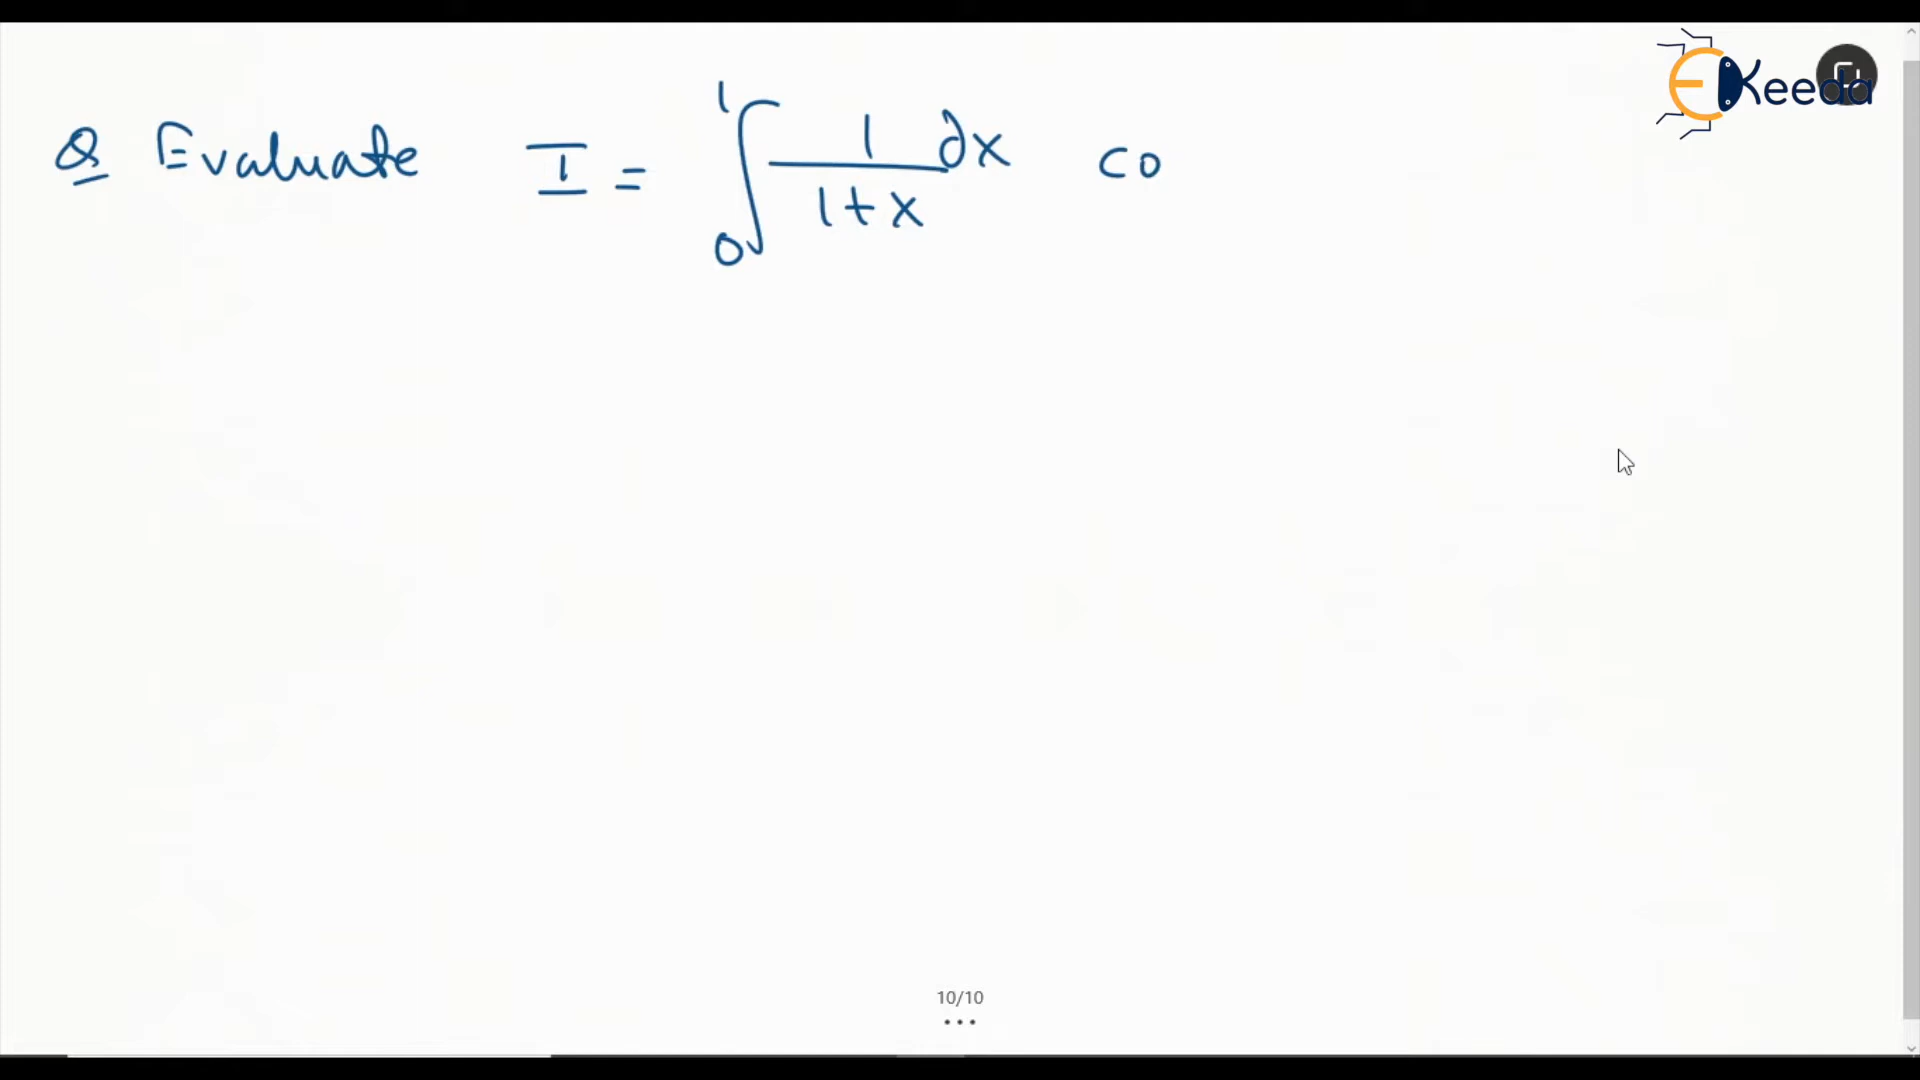 EKeeda
Q Evaluate I = ∫₀¹ 1/(1+x) dx co
10/10